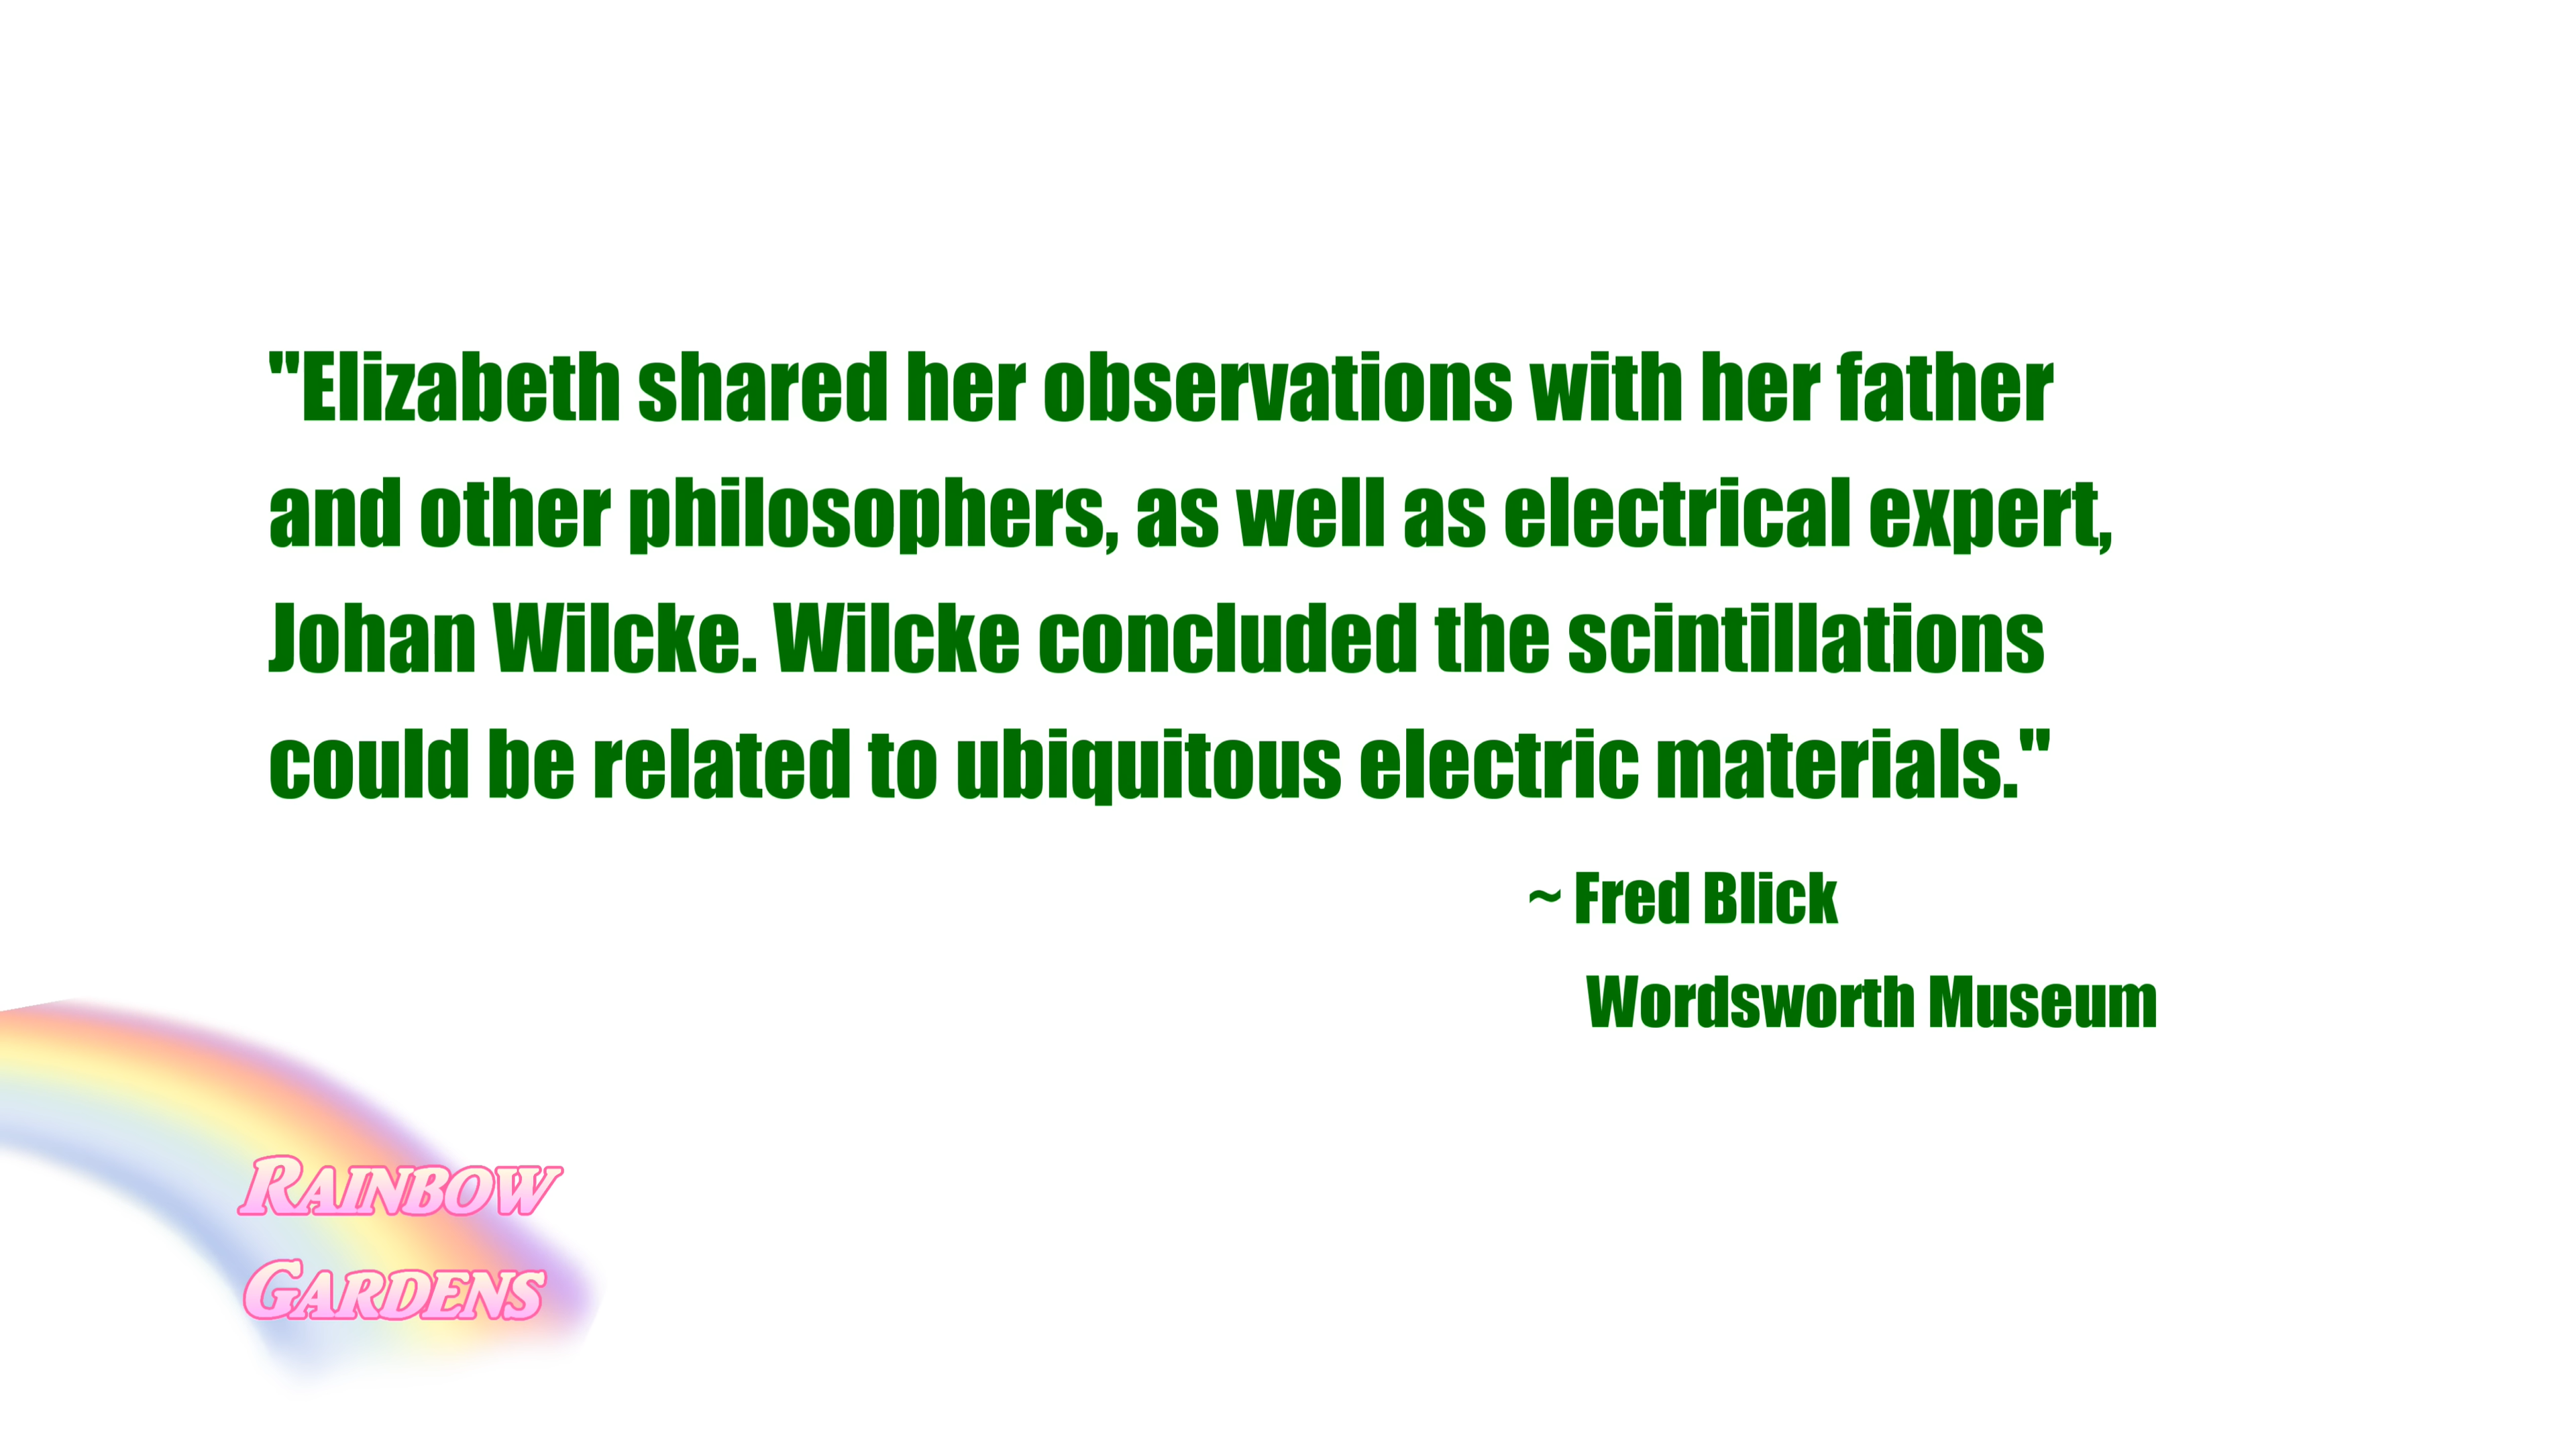 "Elizabeth shared her observations with her father
and other philosophers, as well as electrical expert,
Johan Wilcke. Wilcke concluded the scintillations
could be related to ubiquitous electric materials."
~ Fred Blick
Wordsworth Museum
RAINBOW
GARDENS